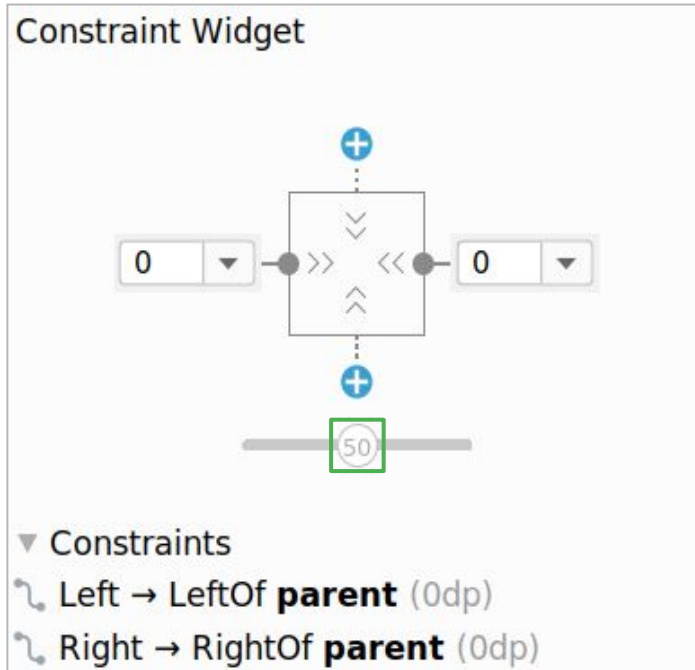 Constraint Widget
0 0
50
Constraints
Left → LeftOf parent (0dp)
Right → RightOf parent (0dp)